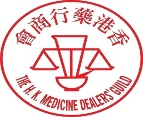 香港藥行商會
THE H. K. MEDICINE DEALERS' GUILD